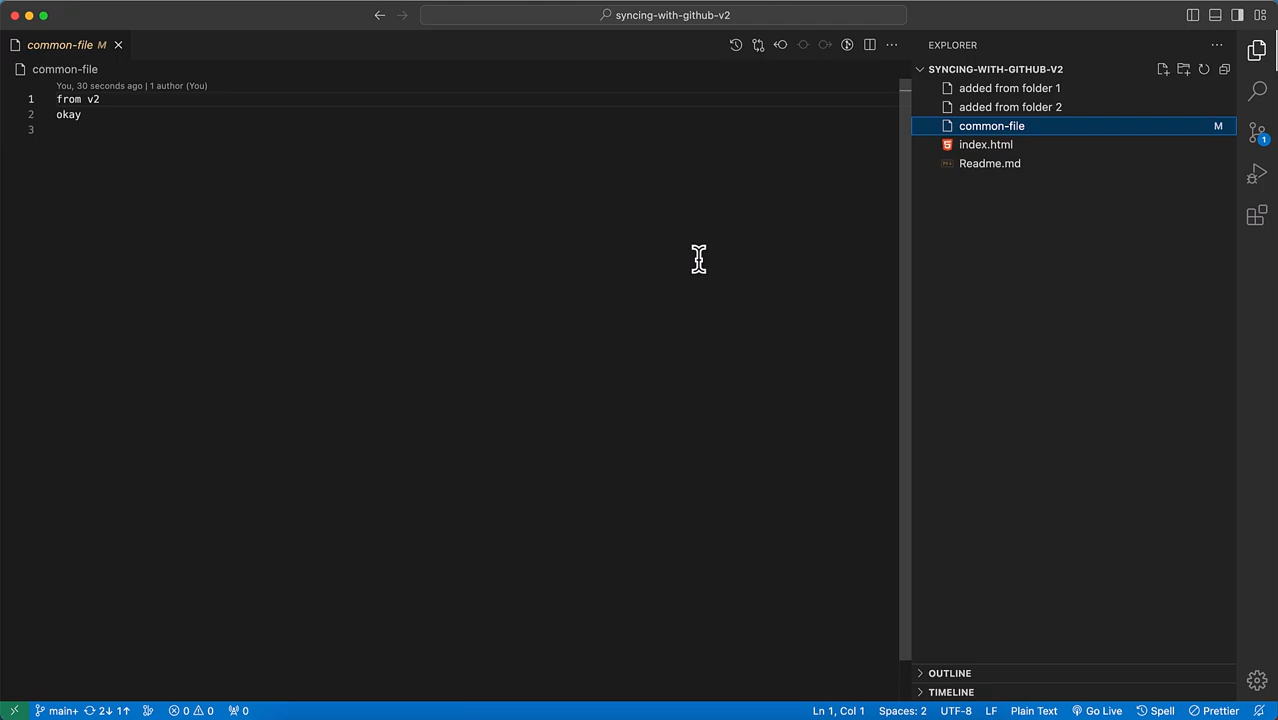 syncing-with-github-v2
common-file M
EXPLORER
common-file
SYNCING-WITH-GITHUB-V2
You, 30 seconds ago | 1 author (You)
added from folder 1
1 from v2
added from folder 2
2 okay
common-file M
3
index.html
1
Readme.md
OUTLINE
TIMELINE
main+ 2↓ 1↑ 0 0 0 Ln 1, Col 1 Spaces: 2 UTF-8 LF Plain Text Go Live Spell Prettier